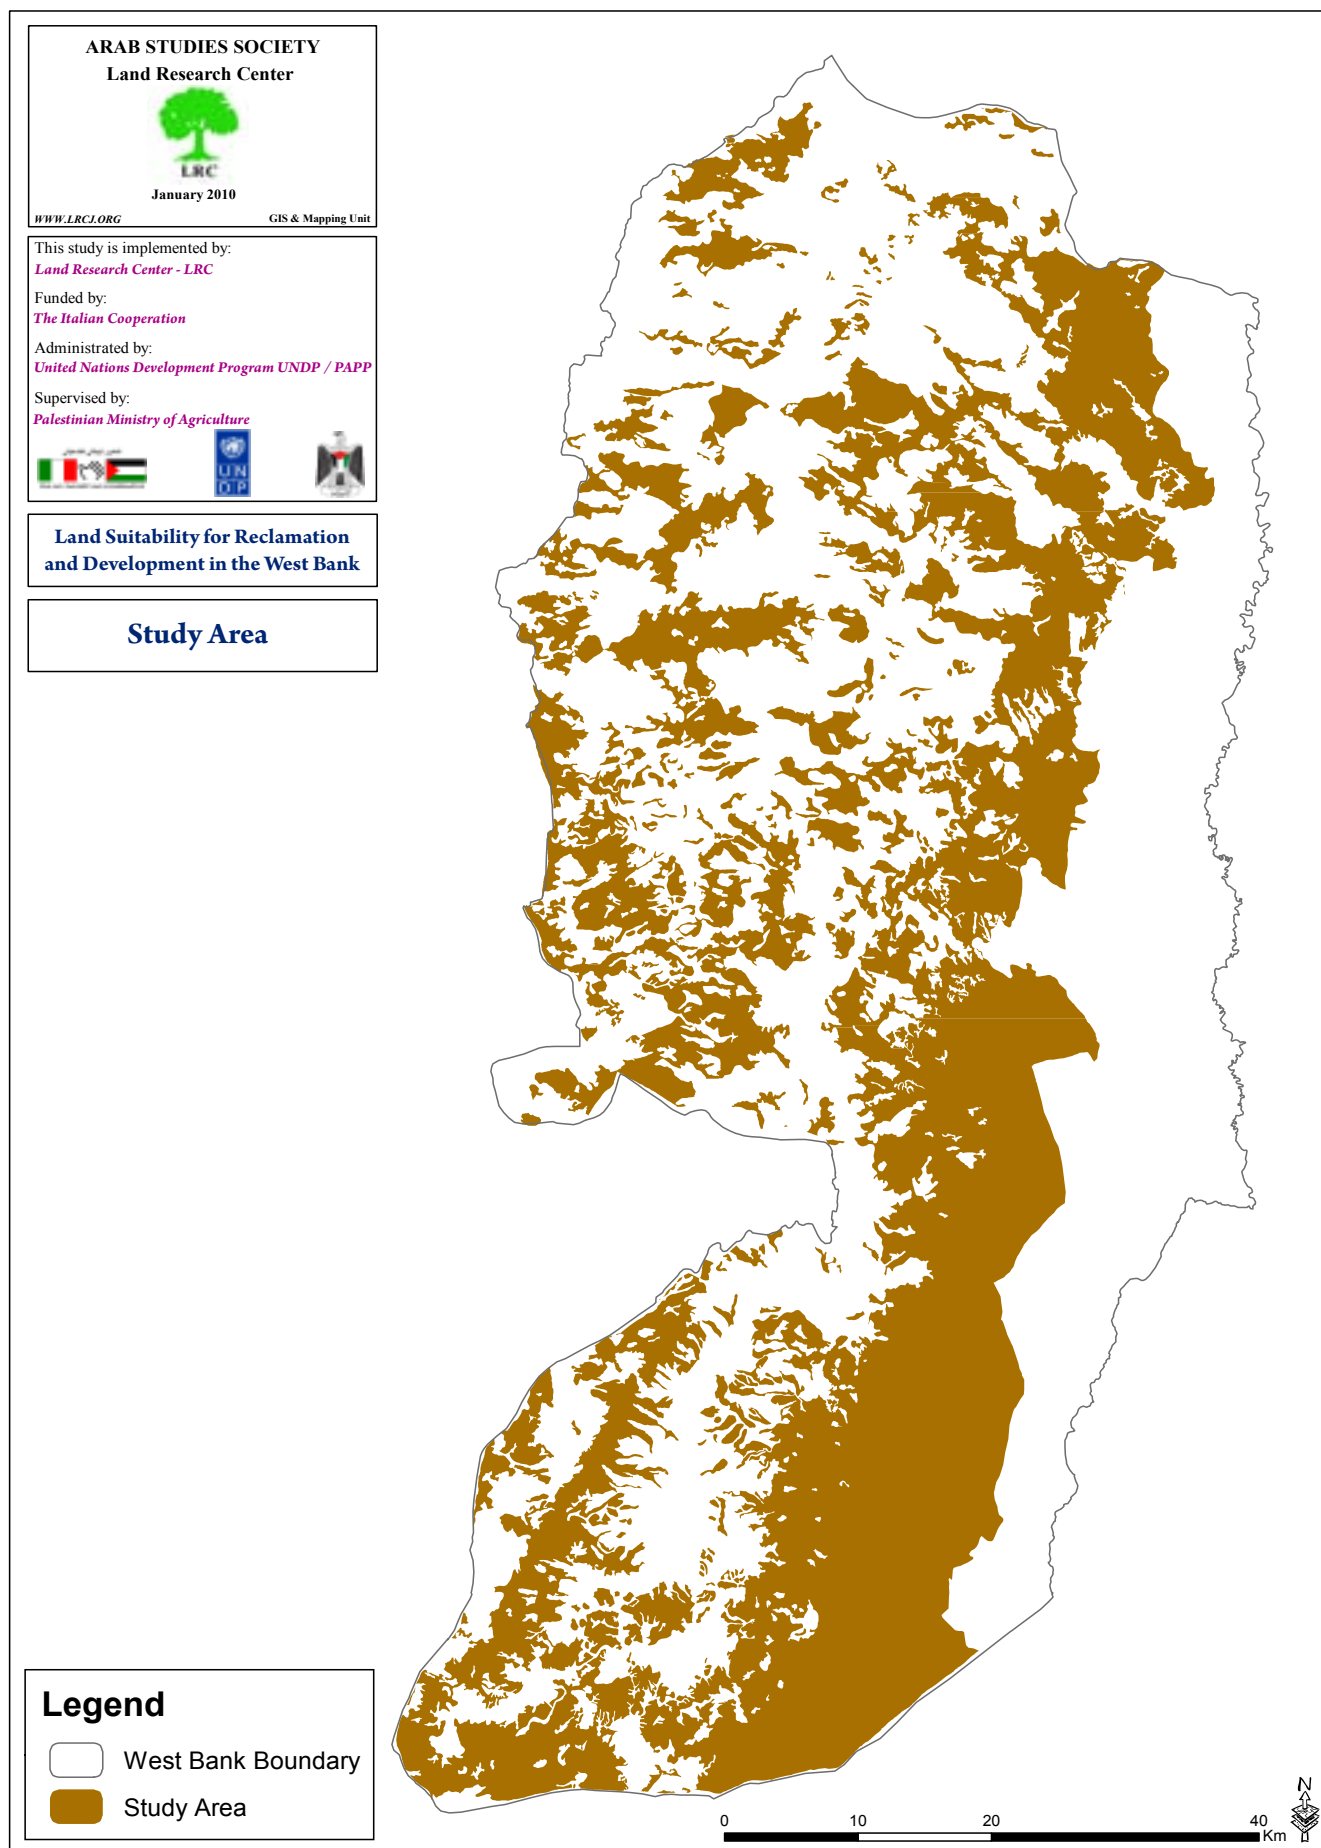 ARAB STUDIES SOCIETY
Land Research Center
LRC
January 2010
WWW.LRCJ.ORG
GIS & Mapping Unit
This study is implemented by:
Land Research Center - LRC
Funded by:
The Italian Cooperation
Administrated by:
United Nations Development Program UNDP / PAPP
Supervised by:
Palestinian Ministry of Agriculture
U N
D P
Land Suitability for Reclamation
and Development in the West Bank
Study Area
Legend
West Bank Boundary
Study Area
N
0 10 20 40
Km